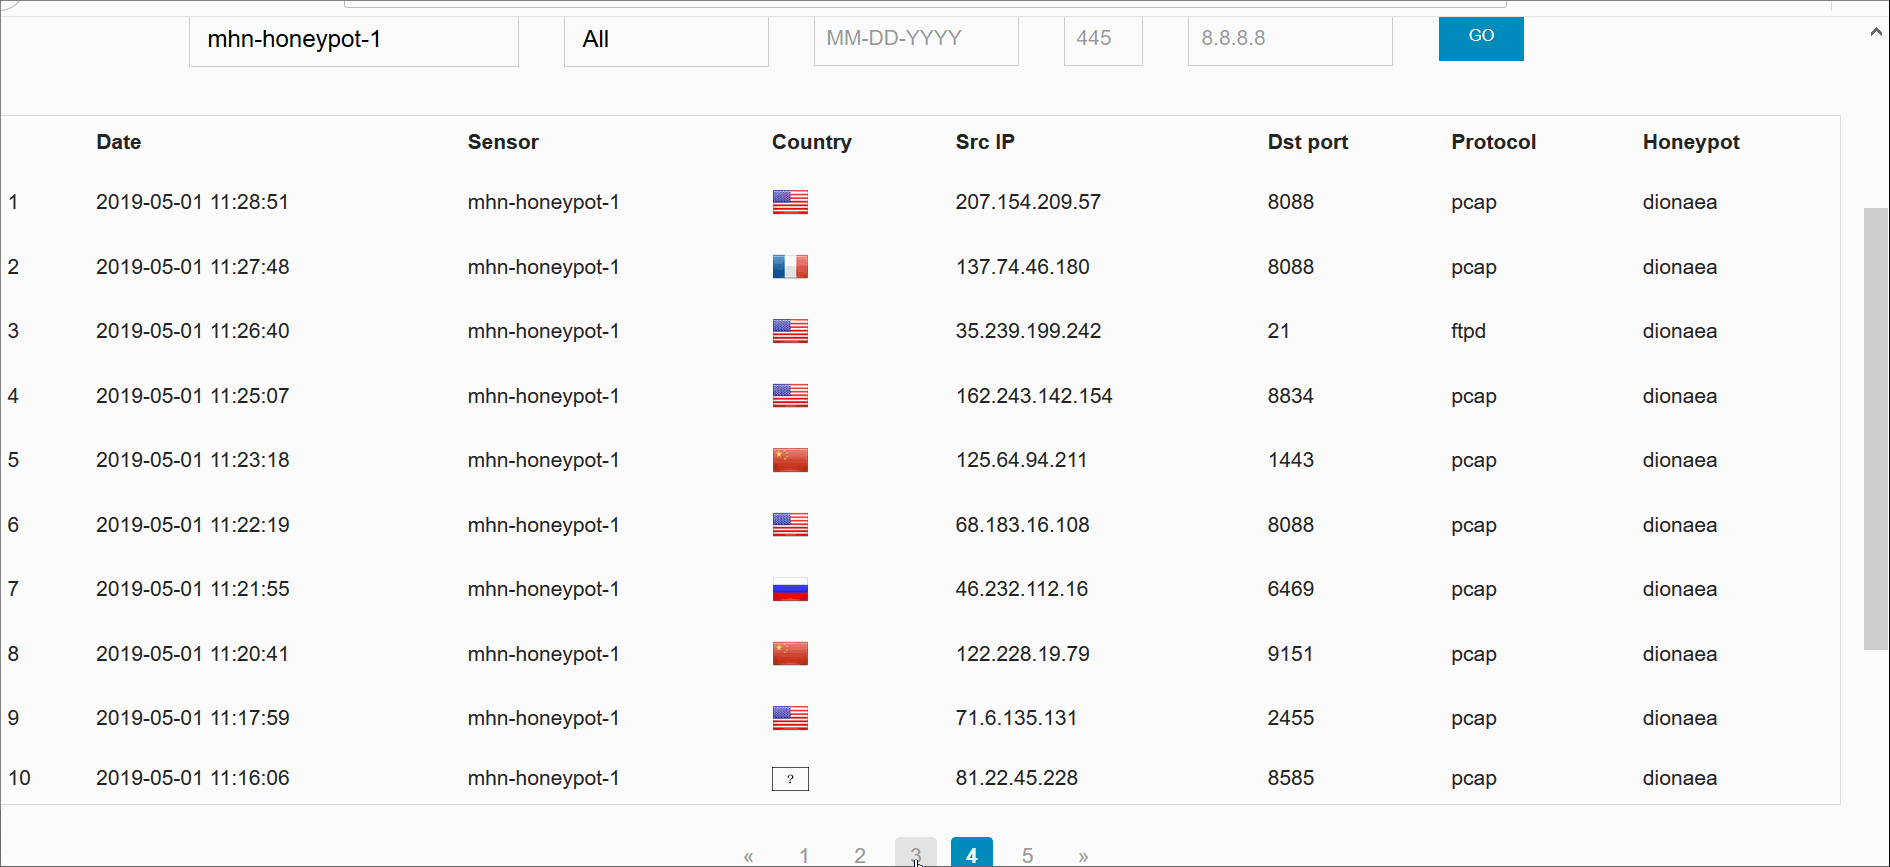 mhn-honeypot-1 All MM-DD-YYYY 445 8.8.8.8 GO
Date Sensor Country Src IP Dst port Protocol Honeypot
1 2019-05-01 11:28:51 mhn-honeypot-1 207.154.209.57 8088 pcap dionaea
2 2019-05-01 11:27:48 mhn-honeypot-1 137.74.46.180 8088 pcap dionaea
3 2019-05-01 11:26:40 mhn-honeypot-1 35.239.199.242 21 ftpd dionaea
4 2019-05-01 11:25:07 mhn-honeypot-1 162.243.142.154 8834 pcap dionaea
5 2019-05-01 11:23:18 mhn-honeypot-1 125.64.94.211 1443 pcap dionaea
6 2019-05-01 11:22:19 mhn-honeypot-1 68.183.16.108 8088 pcap dionaea
7 2019-05-01 11:21:55 mhn-honeypot-1 46.232.112.16 6469 pcap dionaea
8 2019-05-01 11:20:41 mhn-honeypot-1 122.228.19.79 9151 pcap dionaea
9 2019-05-01 11:17:59 mhn-honeypot-1 71.6.135.131 2455 pcap dionaea
10 2019-05-01 11:16:06 mhn-honeypot-1 ? 81.22.45.228 8585 pcap dionaea
« 1 2 3 4 5 »